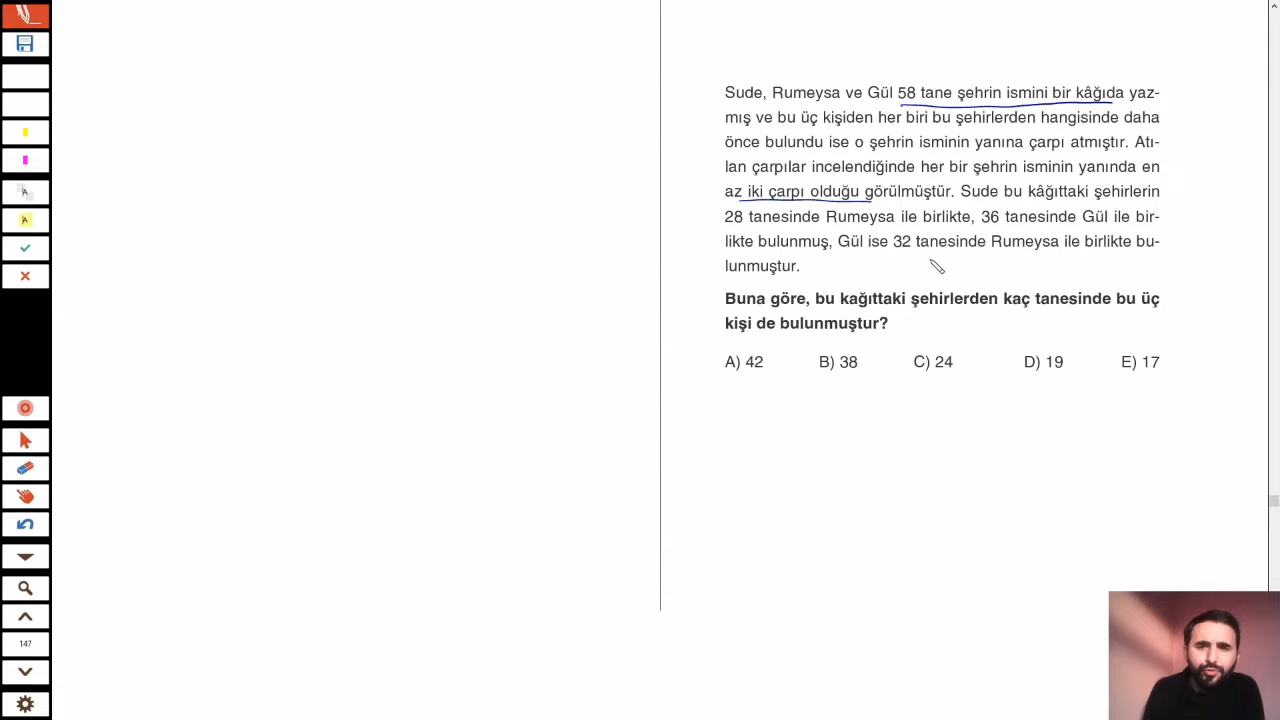 Sude, Rumeysa ve Gül 58 tane şehrin ismini bir kâğıda yaz-
mış ve bu üç kişiden her biri bu şehirlerden hangisinde daha
önce bulundu ise o şehrin isminin yanına çarpı atmıştır. Atı-
lan çarpılar incelendiğinde her bir şehrin isminin yanında en
az iki çarpı olduğu görülmüştür. Sude bu kâğıttaki şehirlerin
28 tanesinde Rumeysa ile birlikte, 36 tanesinde Gül ile bir-
likte bulunmuş, Gül ise 32 tanesinde Rumeysa ile birlikte bu-
lunmuştur.
Buna göre, bu kağıttaki şehirlerden kaç tanesinde bu üç
kişi de bulunmuştur?
A) 42 B) 38 C) 24 D) 19 E) 17
A
A
147